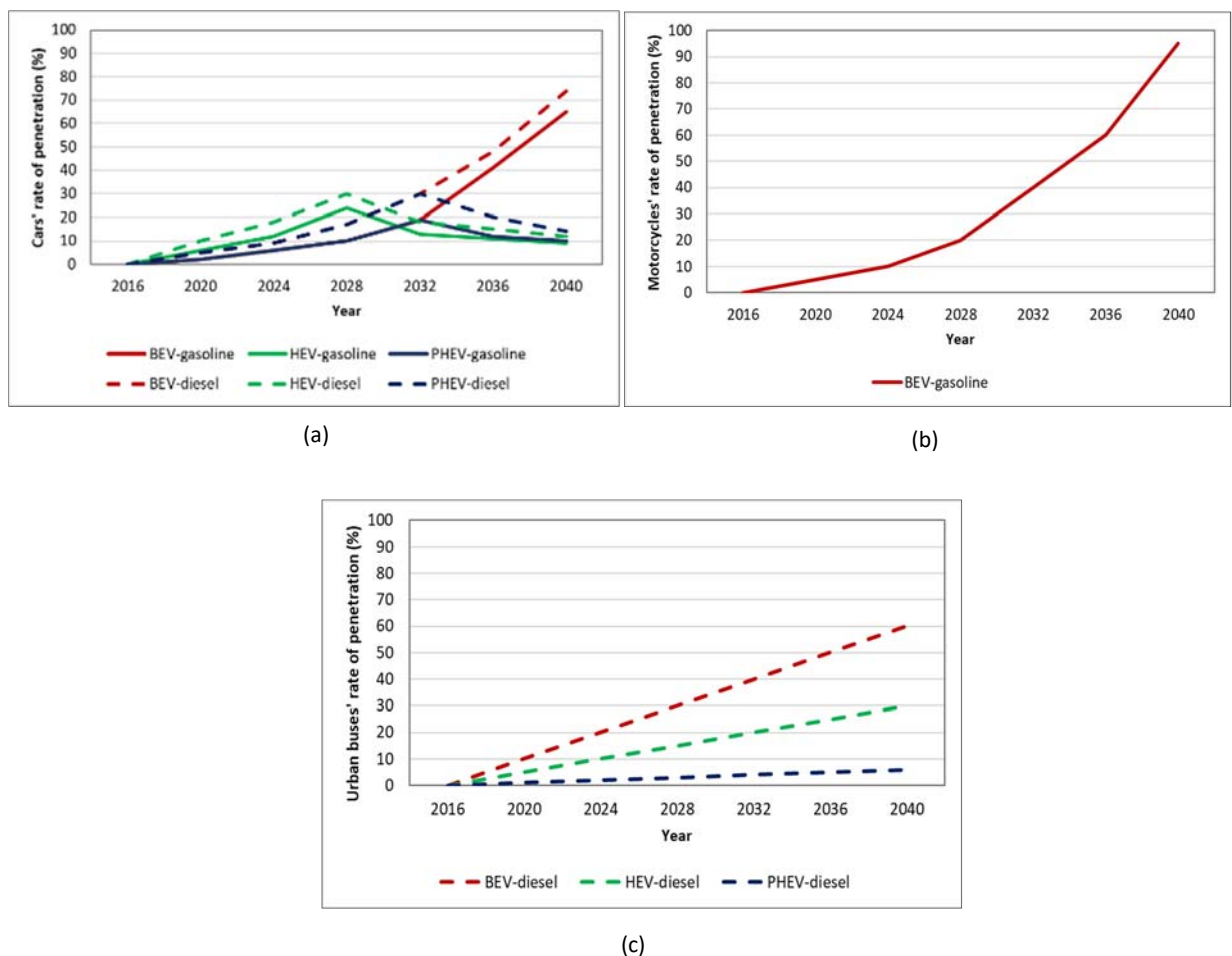 Cars' rate of penetration (%)
100
90
80
70
60
50
40
30
20
10
0
2016 2020 2024 2028 2032 2036 2040
Year
BEV-gasoline HEV-gasoline PHEV-gasoline
BEV-diesel HEV-diesel PHEV-diesel
(a)
Motorcycles' rate of penetration (%)
100
90
80
70
60
50
40
30
20
10
0
2016 2020 2024 2028 2032 2036 2040
Year
BEV-gasoline
(b)
Urban buses' rate of penetration (%)
100
90
80
70
60
50
40
30
20
10
0
2016 2020 2024 2028 2032 2036 2040
Year
BEV-diesel HEV-diesel PHEV-diesel
(c)